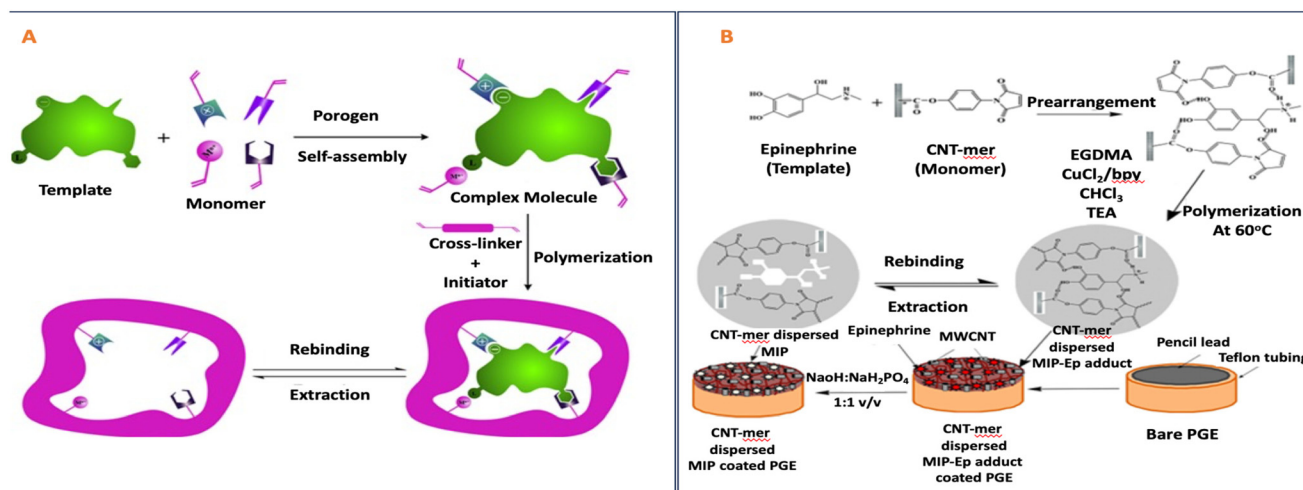 A
Template
+
Monomer
Porogen
Self-assembly
Complex Molecule
Cross-linker
+
Initiator
Polymerization
Rebinding
Extraction
L
M
L
M
M
M
L
B
Epinephrine
(Template)
+
CNT-mer
(Monomer)
Prearrangement
EGDMA
CuCl₂/bpy
CHCl₃
TEA
Polymerization
At 60°C
Rebinding
Extraction
CNT-mer dispersed
MIP
Epinephrine
MWCNT
CNT-mer
dispersed
MIP-Ep adduct
Pencil lead
Teflon tubing
NaoH:NaH₂PO₄
1:1 v/v
CNT-mer
dispersed
MIP coated PGE
CNT-mer
dispersed
MIP-Ep adduct
coated PGE
Bare PGE